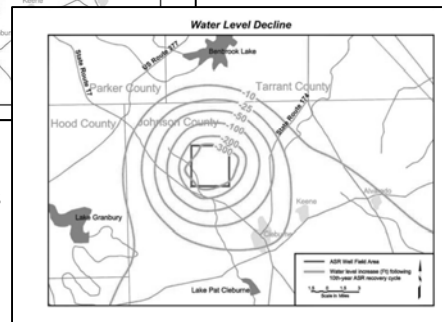 Water Level Decline
Benbrook Lake
US Route 377
State Route 17
Parker County
Tarrant County
-10
-25
Hood County
Johnson County
-50
State Route 174
-100
-200
-300
Keene
Alvarado
Lake Granbury
Cleburne
ASR Well Field Area
Water level increase (Ft) following
10th-year ASR recovery cycle
Lake Pat Cleburne
Scale in Miles